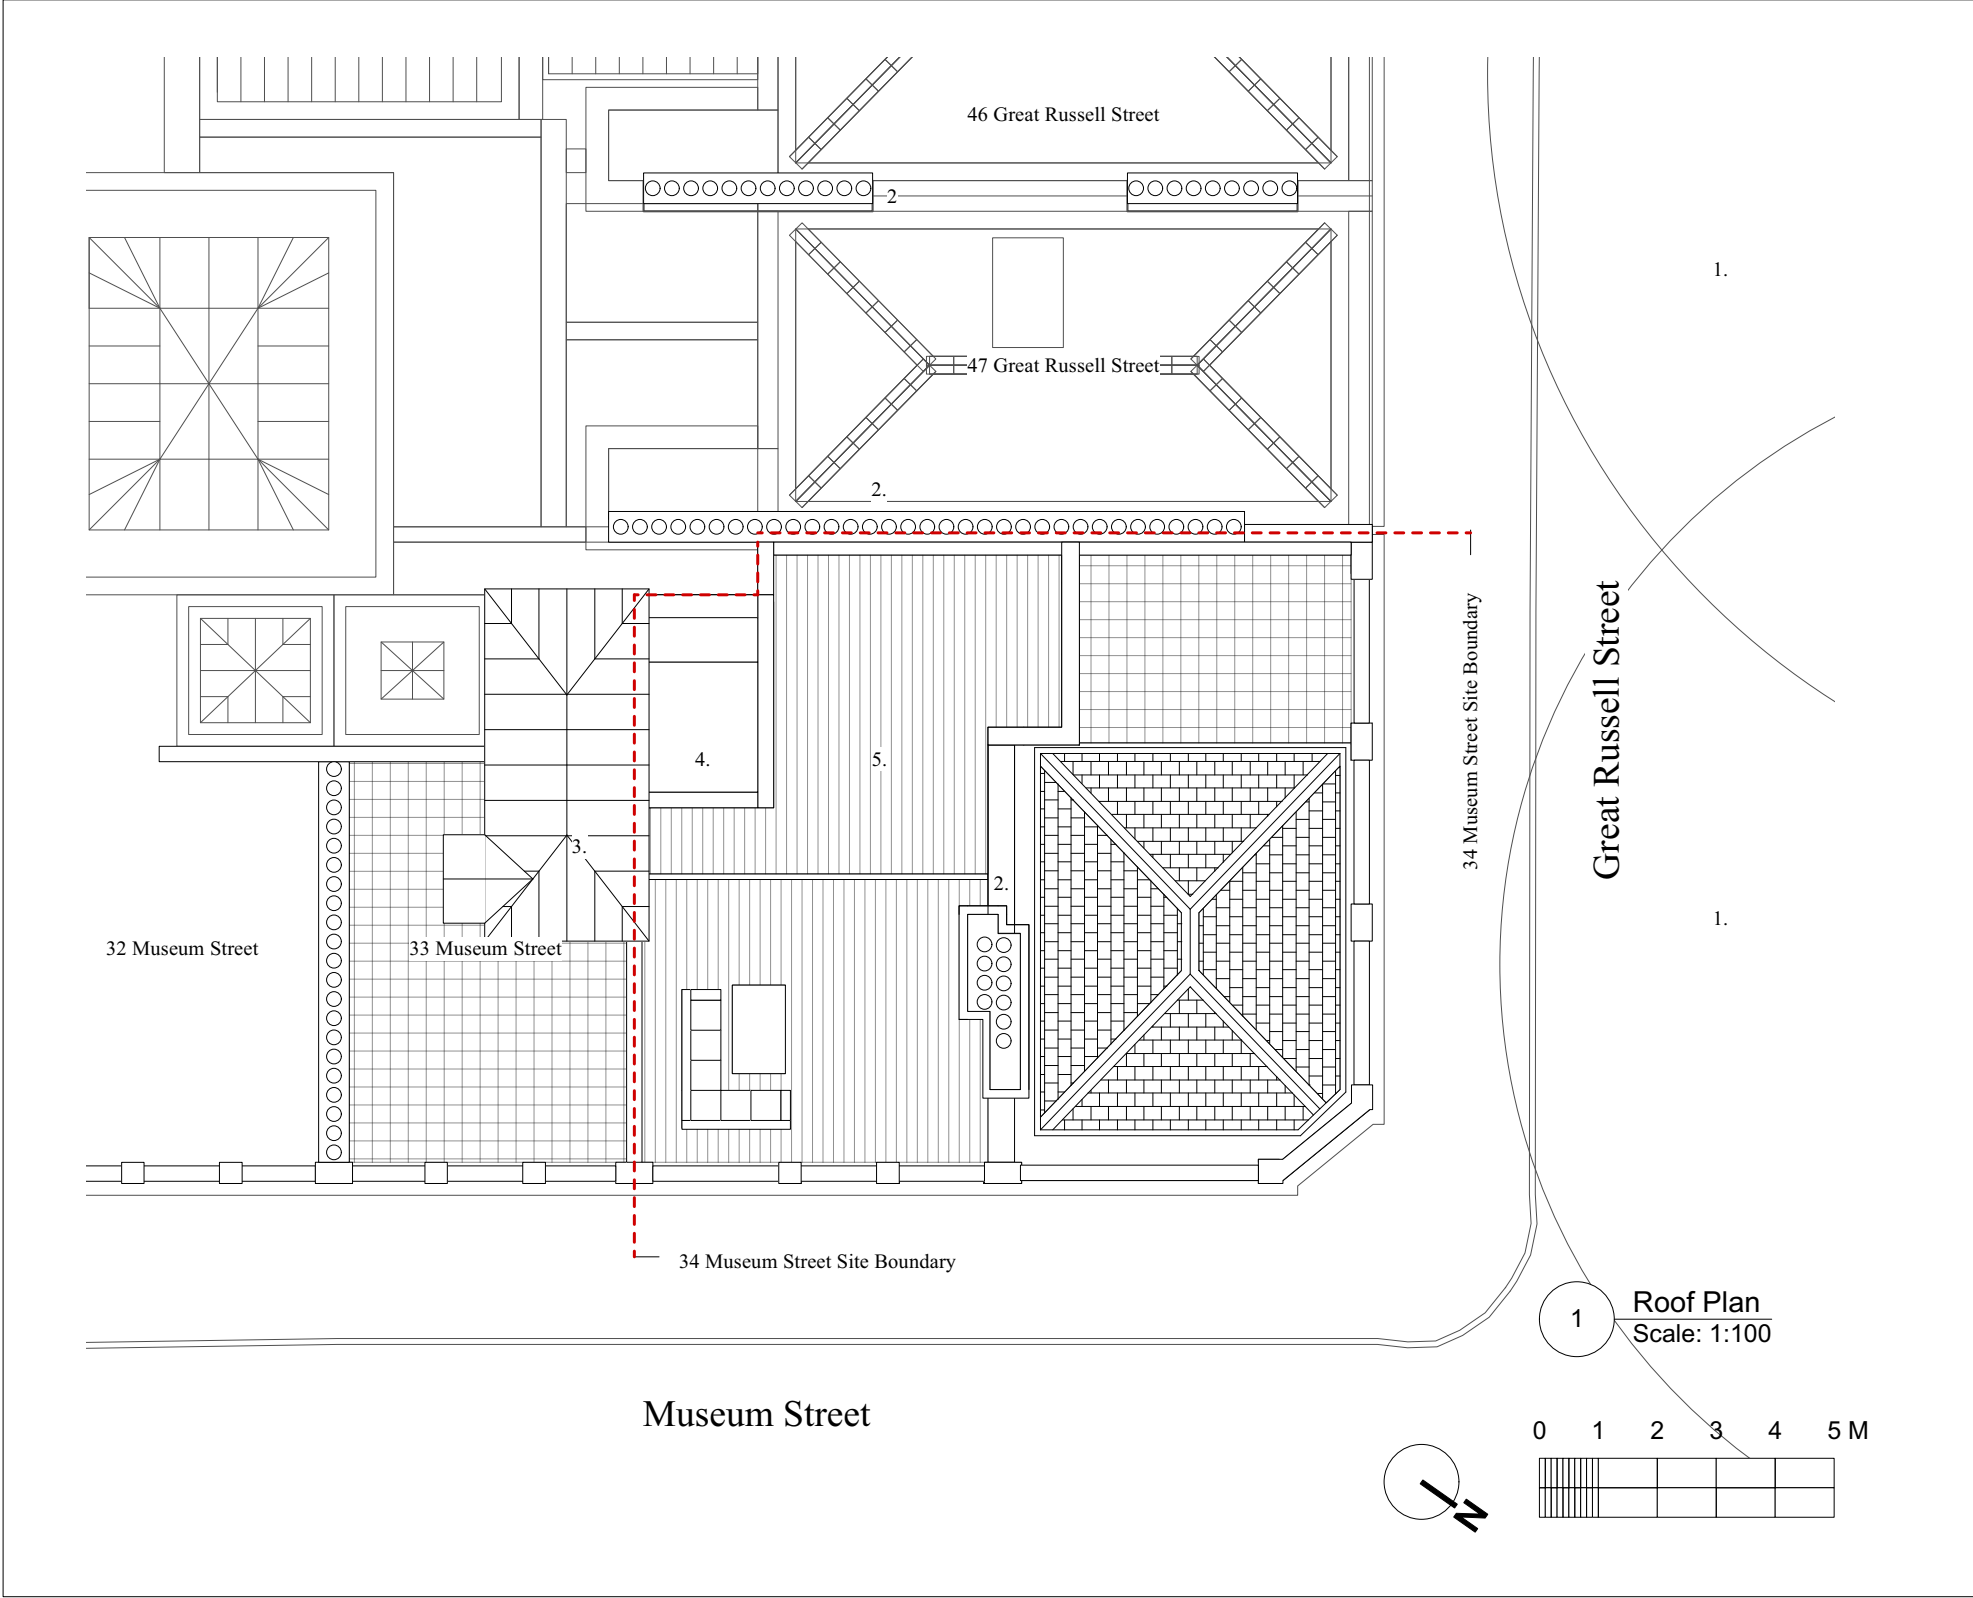 46 Great Russell Street
2
1.
47 Great Russell Street
2.
34 Museum Street Site Boundary
Great Russell Street
4.
5.
3.
2.
1.
32 Museum Street
33 Museum Street
34 Museum Street Site Boundary
1
Roof Plan
Scale: 1:100
Museum Street
0 1 2 3 4 5 M
N